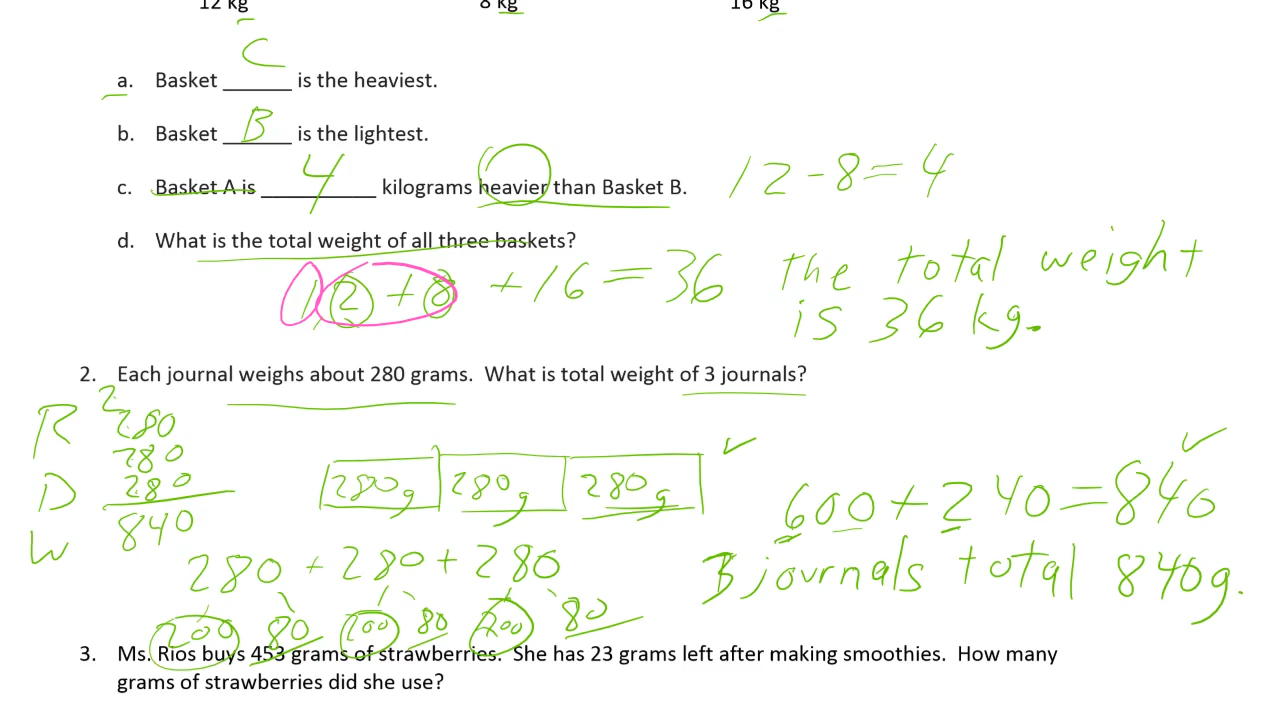 12 kg 8 kg 16 kg
C
a. Basket ______ is the heaviest.
b. Basket __B__ is the lightest.
c. Basket A is __4__ kilograms heavier than Basket B. 12 - 8 = 4
d. What is the total weight of all three baskets?
12 + 8 + 16 = 36 the total weight
is 36 kg.
2. Each journal weighs about 280 grams. What is total weight of 3 journals?
2
R 280
280
D 280 280g 280g 280g 600 + 240 = 840
W 840
280 + 280 + 280 3 journals total 840g.
200 80 200 80 200 80
3. Ms. Rios buys 453 grams of strawberries. She has 23 grams left after making smoothies. How many
grams of strawberries did she use?